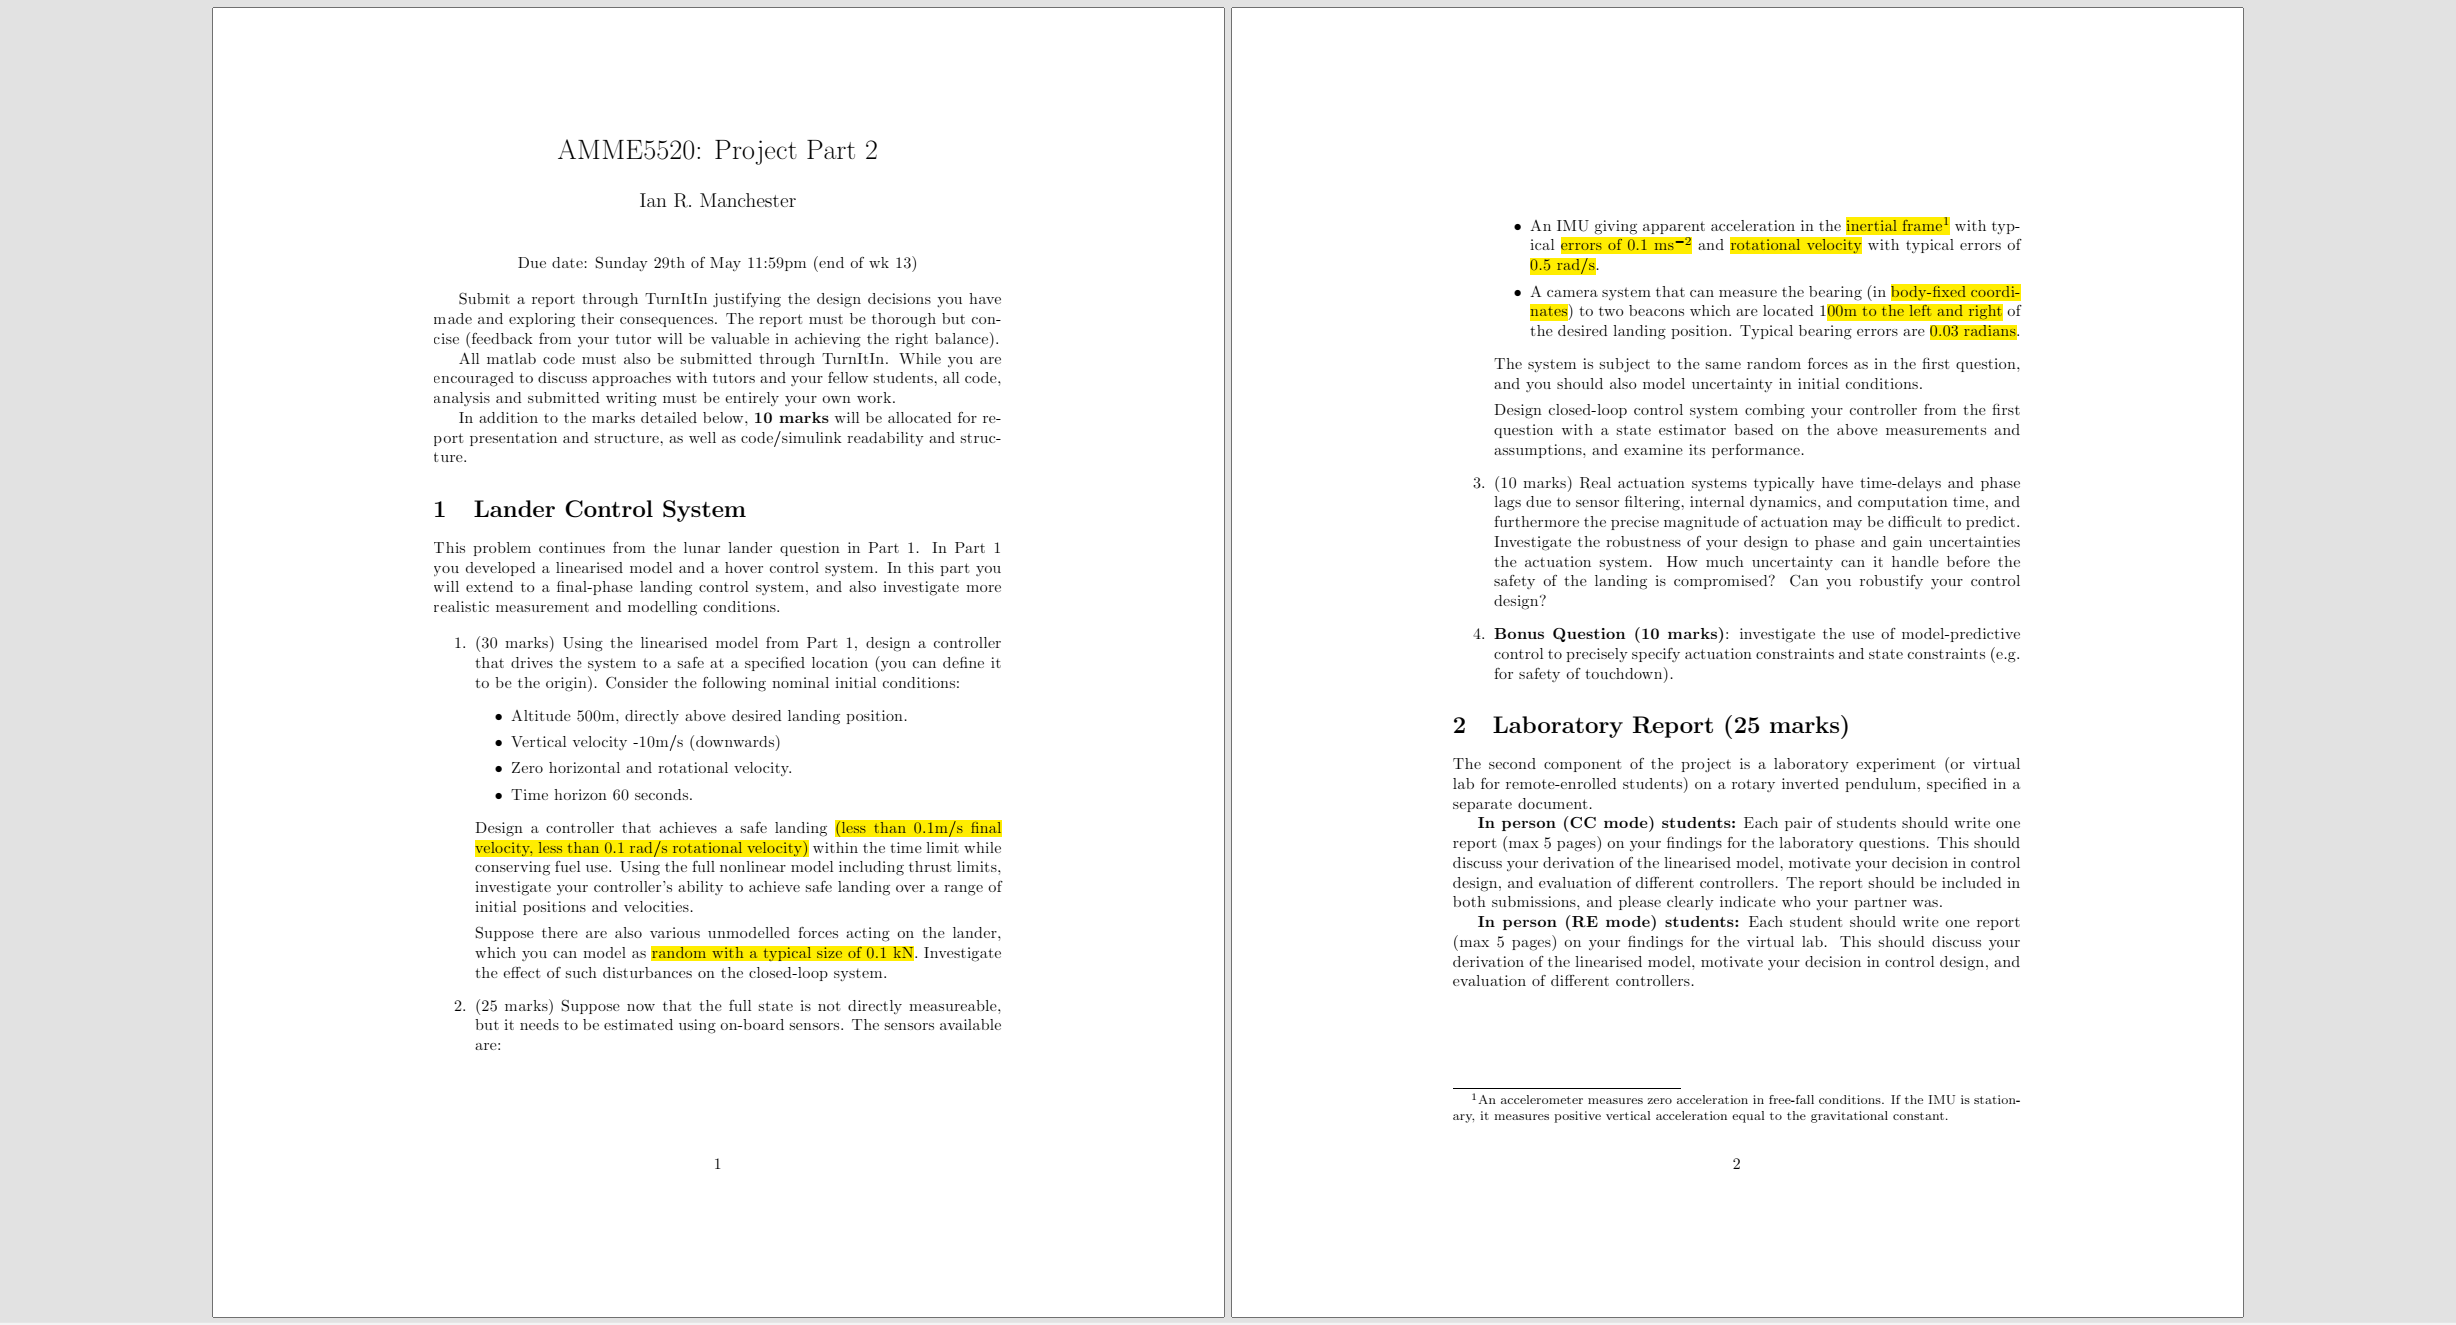 AMME5520: Project Part 2
Ian R. Manchester
Due date: Sunday 29th of May 11:59pm (end of wk 13)
Submit a report through TurnItIn justifying the design decisions you have
made and exploring their consequences. The report must be thorough but con-
cise (feedback from your tutor will be valuable in achieving the right balance).
All matlab code must also be submitted through TurnItIn. While you are
encouraged to discuss approaches with tutors and your fellow students, all code,
analysis and submitted writing must be entirely your own work.
In addition to the marks detailed below, 10 marks will be allocated for re-
port presentation and structure, as well as code/simulink readability and struc-
ture.
1 Lander Control System
This problem continues from the lunar lander question in Part 1. In Part 1
you developed a linearised model and a hover control system. In this part you
will extend to a final-phase landing control system, and also investigate more
realistic measurement and modelling conditions.
1. (30 marks) Using the linearised model from Part 1, design a controller
that drives the system to a safe at a specified location (you can define it
to be the origin). Consider the following nominal initial conditions:
• Altitude 500m, directly above desired landing position.
• Vertical velocity -10m/s (downwards)
• Zero horizontal and rotational velocity.
• Time horizon 60 seconds.
Design a controller that achieves a safe landing (less than 0.1m/s final
velocity, less than 0.1 rad/s rotational velocity) within the time limit while
conserving fuel use. Using the full nonlinear model including thrust limits,
investigate your controller's ability to achieve safe landing over a range of
initial positions and velocities.
Suppose there are also various unmodelled forces acting on the lander,
which you can model as random with a typical size of 0.1 kN. Investigate
the effect of such disturbances on the closed-loop system.
2. (25 marks) Suppose now that the full state is not directly measureable,
but it needs to be estimated using on-board sensors. The sensors available
are:
1
• An IMU giving apparent acceleration in the inertial frame¹ with typ-
ical errors of 0.1 ms⁻² and rotational velocity with typical errors of
0.5 rad/s.
• A camera system that can measure the bearing (in body-fixed coordi-
nates) to two beacons which are located 100m to the left and right of
the desired landing position. Typical bearing errors are 0.03 radians.
The system is subject to the same random forces as in the first question,
and you should also model uncertainty in initial conditions.
Design closed-loop control system combing your controller from the first
question with a state estimator based on the above measurements and
assumptions, and examine its performance.
3. (10 marks) Real actuation systems typically have time-delays and phase
lags due to sensor filtering, internal dynamics, and computation time, and
furthermore the precise magnitude of actuation may be difficult to predict.
Investigate the robustness of your design to phase and gain uncertainties
the actuation system. How much uncertainty can it handle before the
safety of the landing is compromised? Can you robustify your control
design?
4. Bonus Question (10 marks): investigate the use of model-predictive
control to precisely specify actuation constraints and state constraints (e.g.
for safety of touchdown).
2 Laboratory Report (25 marks)
The second component of the project is a laboratory experiment (or virtual
lab for remote-enrolled students) on a rotary inverted pendulum, specified in a
separate document.
In person (CC mode) students: Each pair of students should write one
report (max 5 pages) on your findings for the laboratory questions. This should
discuss your derivation of the linearised model, motivate your decision in control
design, and evaluation of different controllers. The report should be included in
both submissions, and please clearly indicate who your partner was.
In person (RE mode) students: Each student should write one report
(max 5 pages) on your findings for the virtual lab. This should discuss your
derivation of the linearised model, motivate your decision in control design, and
evaluation of different controllers.
¹An accelerometer measures zero acceleration in free-fall conditions. If the IMU is station-
ary, it measures positive vertical acceleration equal to the gravitational constant.
2